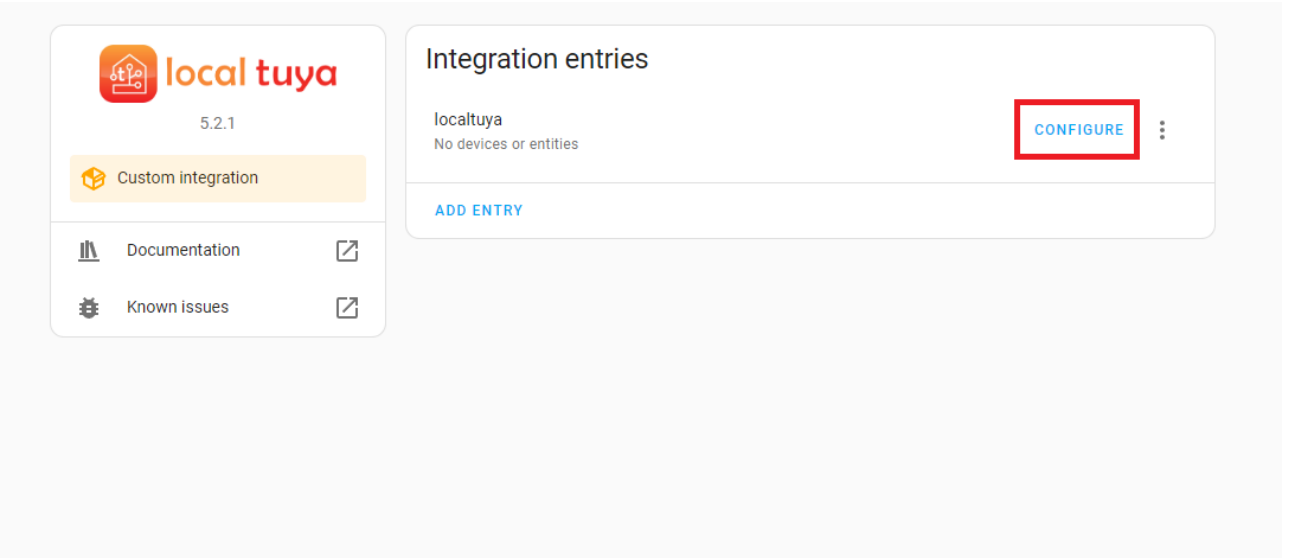 local tuya
5.2.1
Custom integration
Documentation
Known issues
Integration entries
localtuya
No devices or entities
CONFIGURE
ADD ENTRY